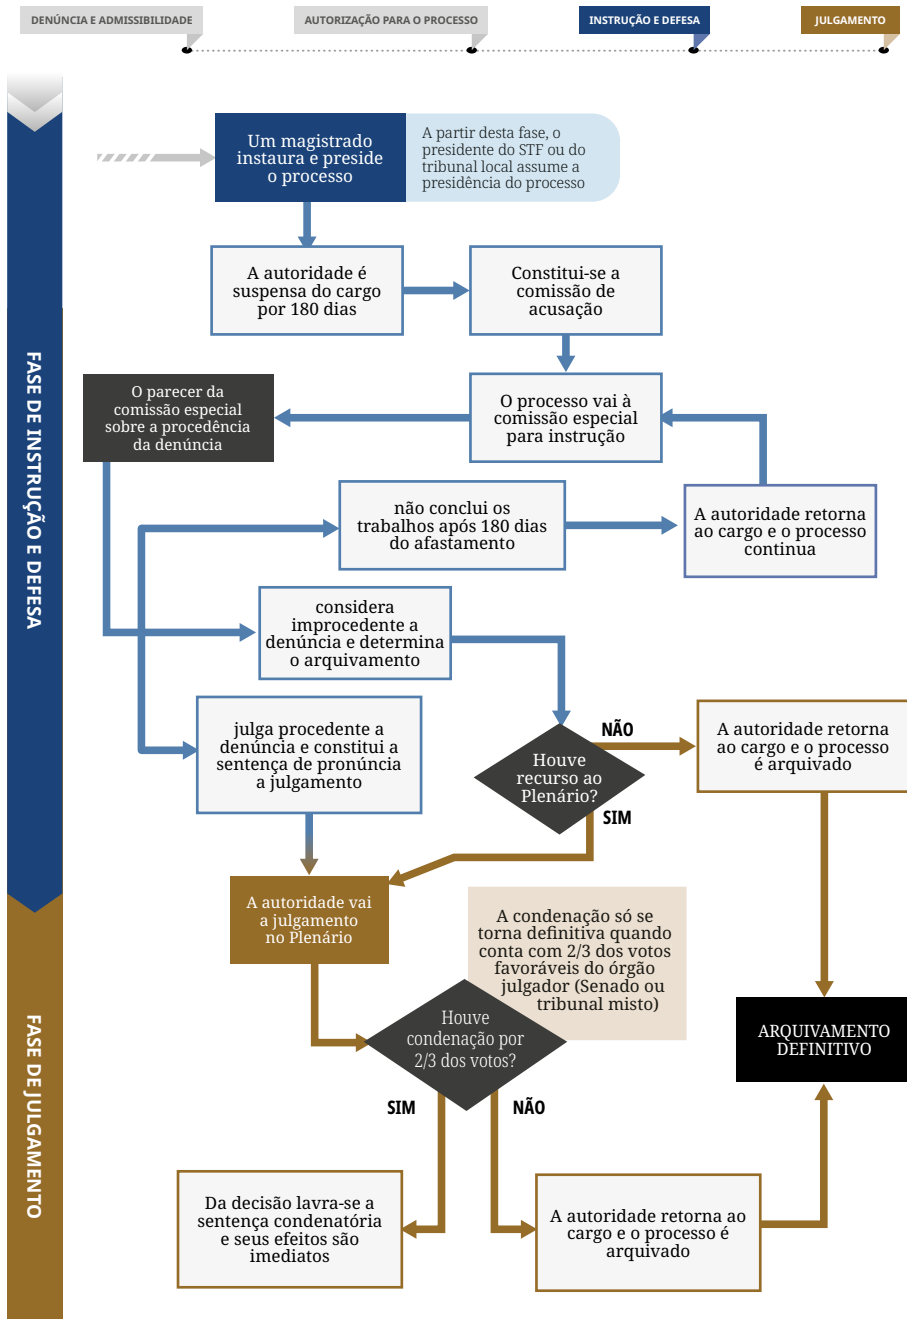 DENÚNCIA E ADMISSIBILIDADE
AUTORIZAÇÃO PARA O PROCESSO
INSTRUÇÃO E DEFESA
JULGAMENTO
FASE DE INSTRUÇÃO E DEFESA
Um magistrado
instaura e preside
o processo
A partir desta fase, o
presidente do STF ou do
tribunal local assume a
presidência do processo
A autoridade é
suspensa do cargo
por 180 dias
Constitui-se a
comissão de
acusação
O parecer da
comissão especial
sobre a procedência
da denúncia
O processo vai à
comissão especial
para instrução
não conclui os
trabalhos após 180 dias
do afastamento
A autoridade retorna
ao cargo e o processo
continua
considera
improcedente a
denúncia e determina
o arquivamento
julga procedente a
denúncia e constitui a
sentença de pronúncia
a julgamento
Houve
recurso ao
Plenário?
NÃO
SIM
A autoridade retorna
ao cargo e o processo
é arquivado
FASE DE JULGAMENTO
A autoridade vai
a julgamento
no Plenário
A condenação só se
torna definitiva quando
conta com 2/3 dos votos
favoráveis do órgão
julgador (Senado ou
tribunal misto)
Houve
condenação por
2/3 dos votos?
ARQUIVAMENTO
DEFINITIVO
SIM
NÃO
Da decisão lavra-se a
sentença condenatória
e seus efeitos são
imediatos
A autoridade retorna ao
cargo e o processo é
arquivado